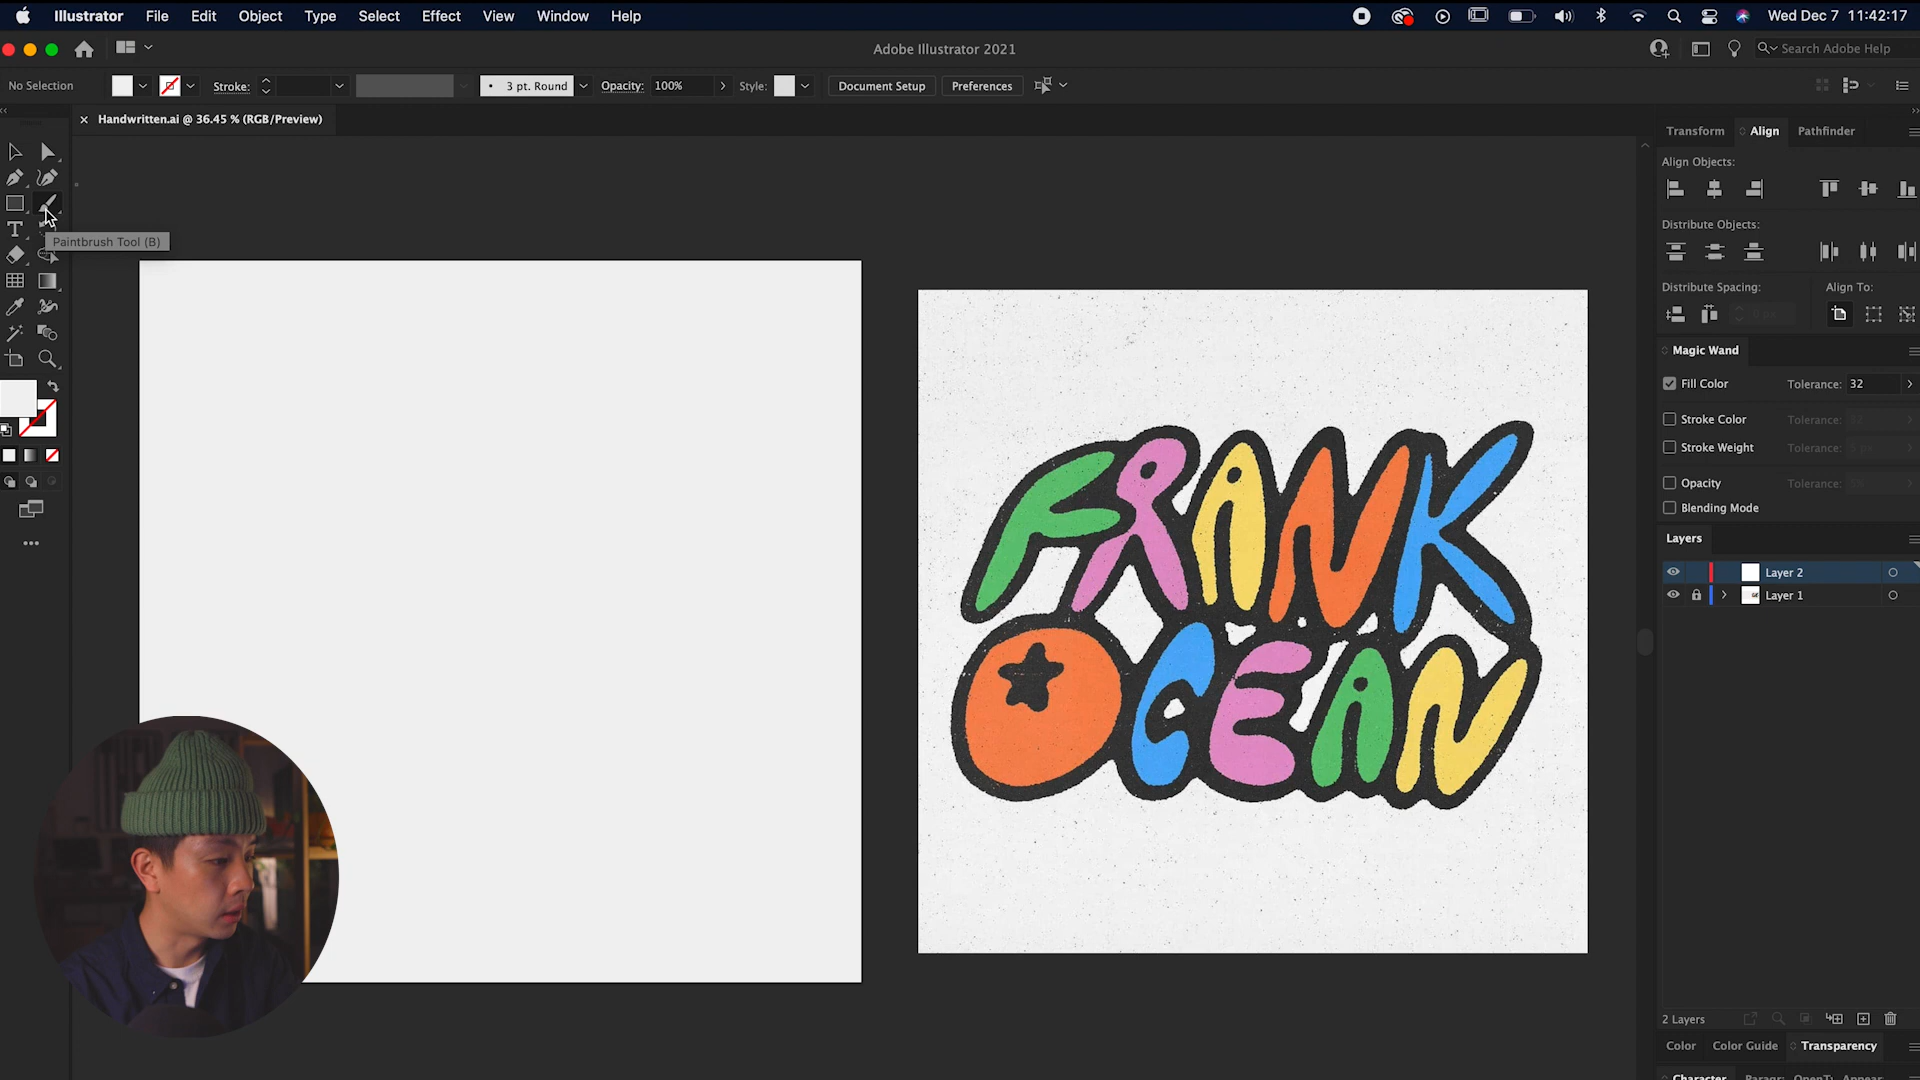 Illustrator File Edit Object Type Select Effect View Window Help Wed Dec 7 11:42:17
Adobe Illustrator 2021 Search Adobe Help
No Selection Stroke: 3 pt. Round Opacity: 100% Style: Document Setup Preferences
× Handwritten.ai @ 36.45 % (RGB/Preview)
Transform Align Pathfinder
Align Objects:
Paintbrush Tool (B)
Distribute Objects:
Distribute Spacing: Align To:
0 px
Magic Wand
Fill Color Tolerance: 32
Stroke Color Tolerance:
Stroke Weight Tolerance:
Opacity Tolerance:
Blending Mode
Layers
Layer 2
Layer 1
FRANK
OCEAN
2 Layers
Color Color Guide Transparency
Character